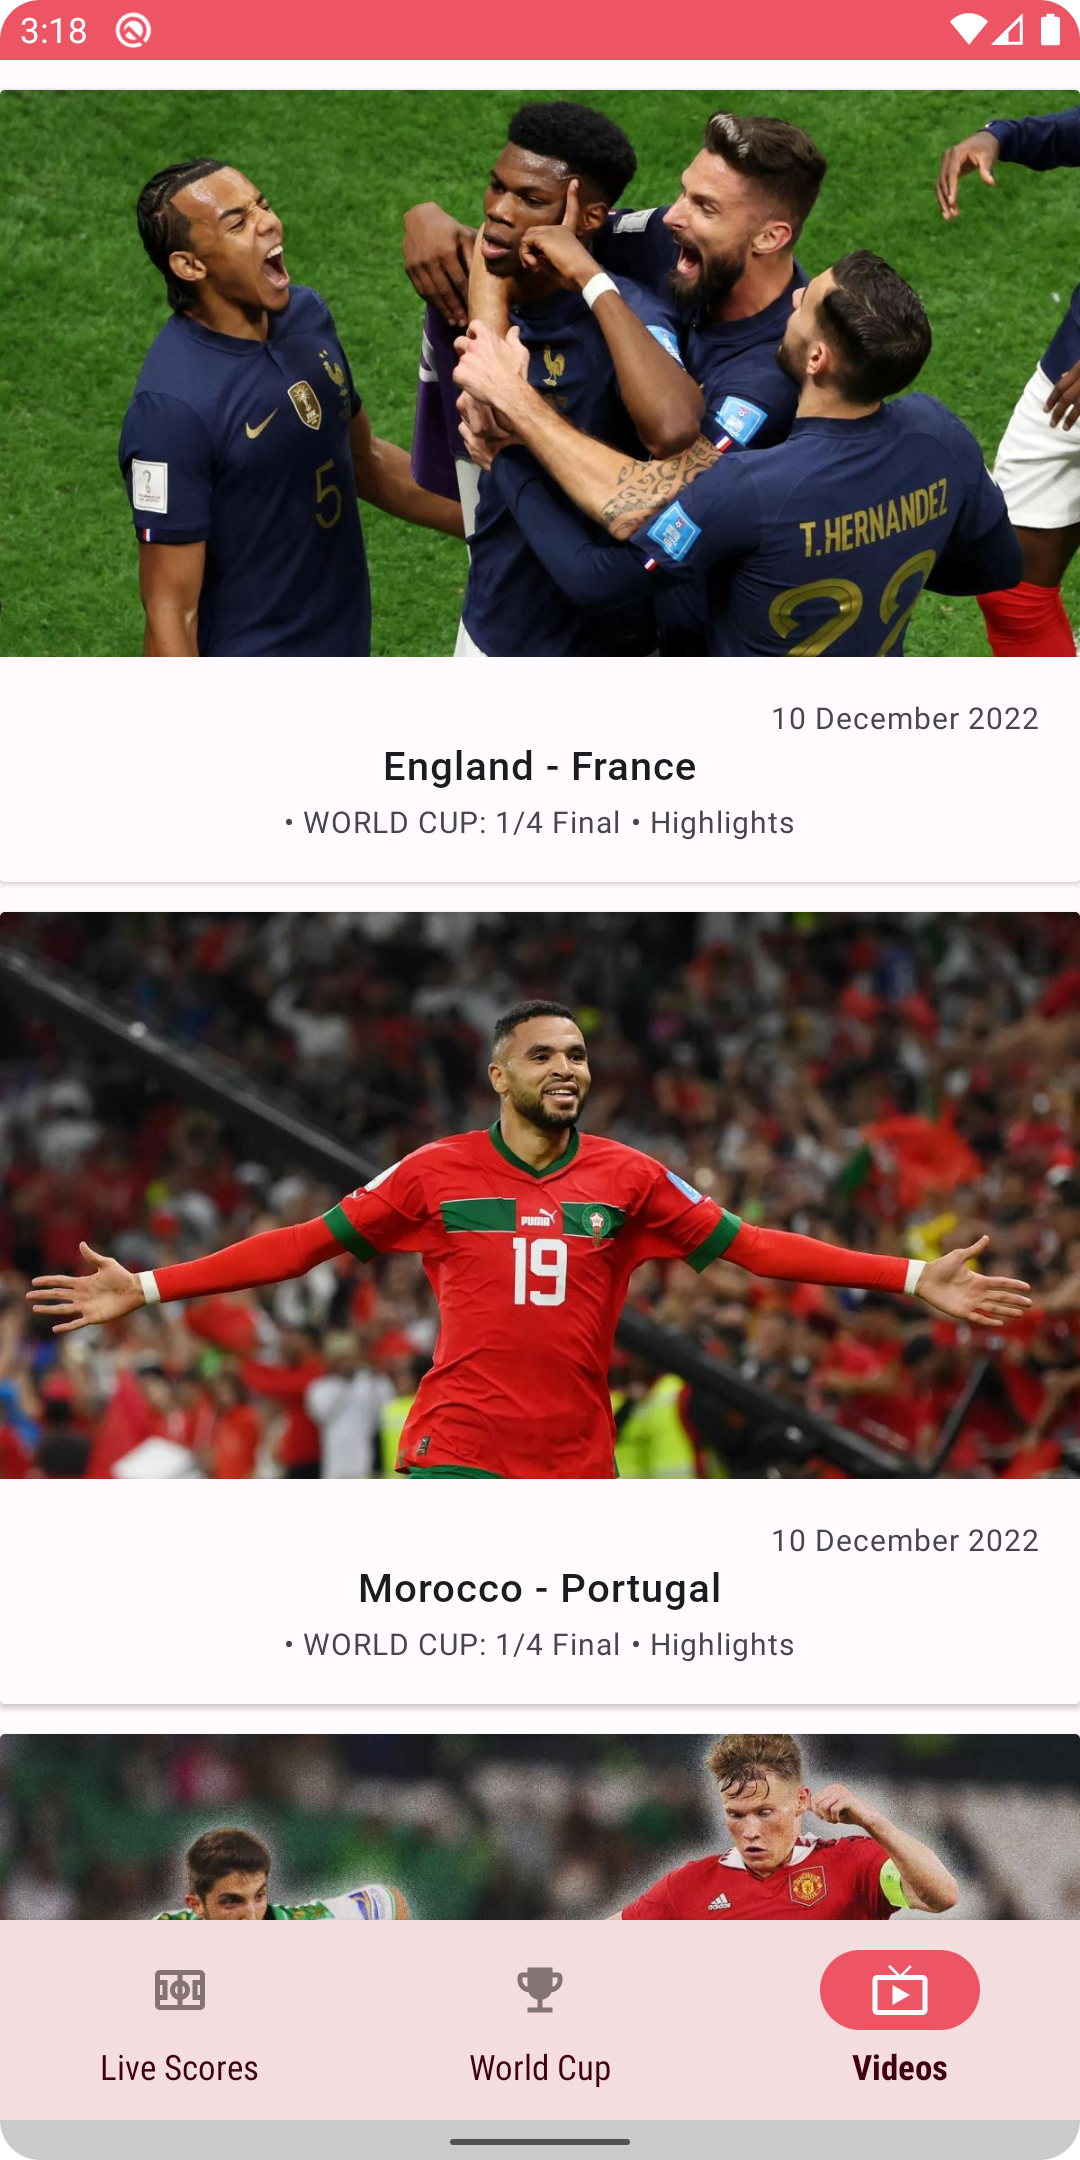 3:18
5
T.HERNANDEZ
22
10 December 2022
England - France
• WORLD CUP: 1/4 Final • Highlights
PUMA
19
10 December 2022
Morocco - Portugal
• WORLD CUP: 1/4 Final • Highlights
Live Scores
World Cup
Videos